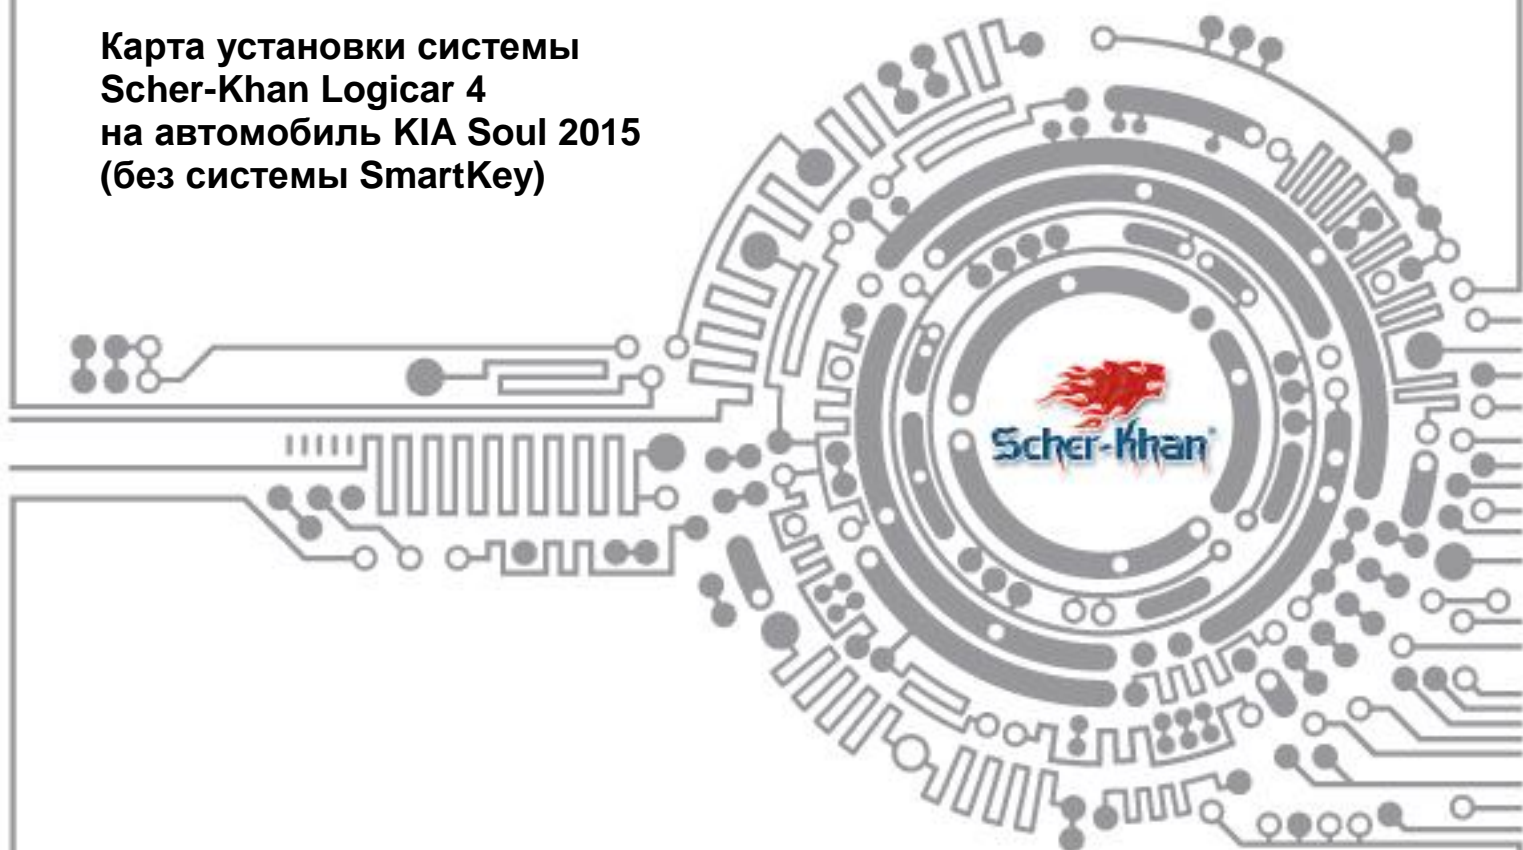 Карта установки системы
Scher-Khan Logicar 4
на автомобиль KIA Soul 2015
(без системы SmartKey)
Scher-Khan®